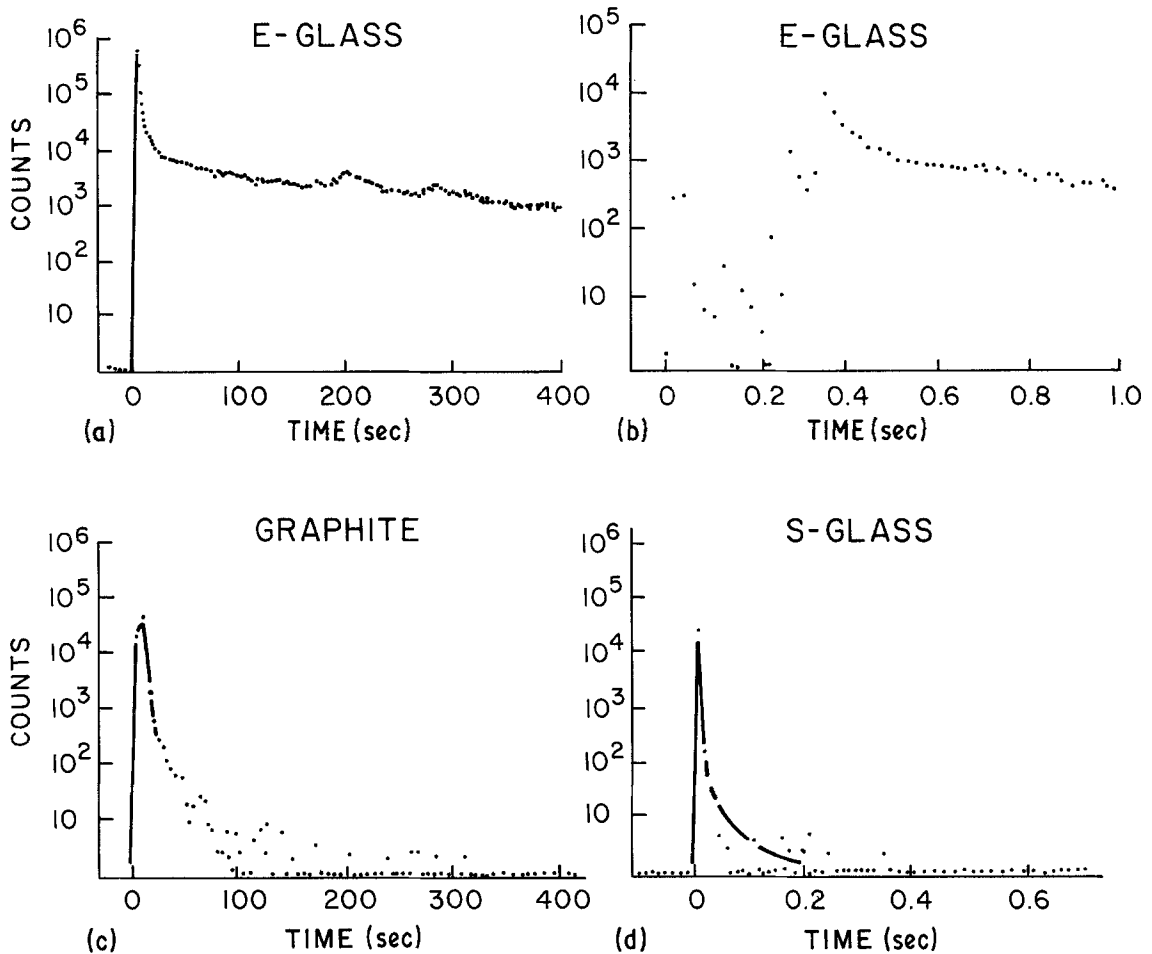 E-GLASS
10^6
10^5
10^4
10^3
10^2
10
COUNTS
0 100 200 300 400
(a) TIME (sec)
E-GLASS
10^5
10^4
10^3
10^2
10
0 0.2 0.4 0.6 0.8 1.0
(b) TIME (sec)
GRAPHITE
10^6
10^5
10^4
10^3
10^2
10
COUNTS
0 100 200 300 400
(c) TIME (sec)
S-GLASS
10^6
10^5
10^4
10^3
10^2
10
0 0.2 0.4 0.6
(d) TIME (sec)